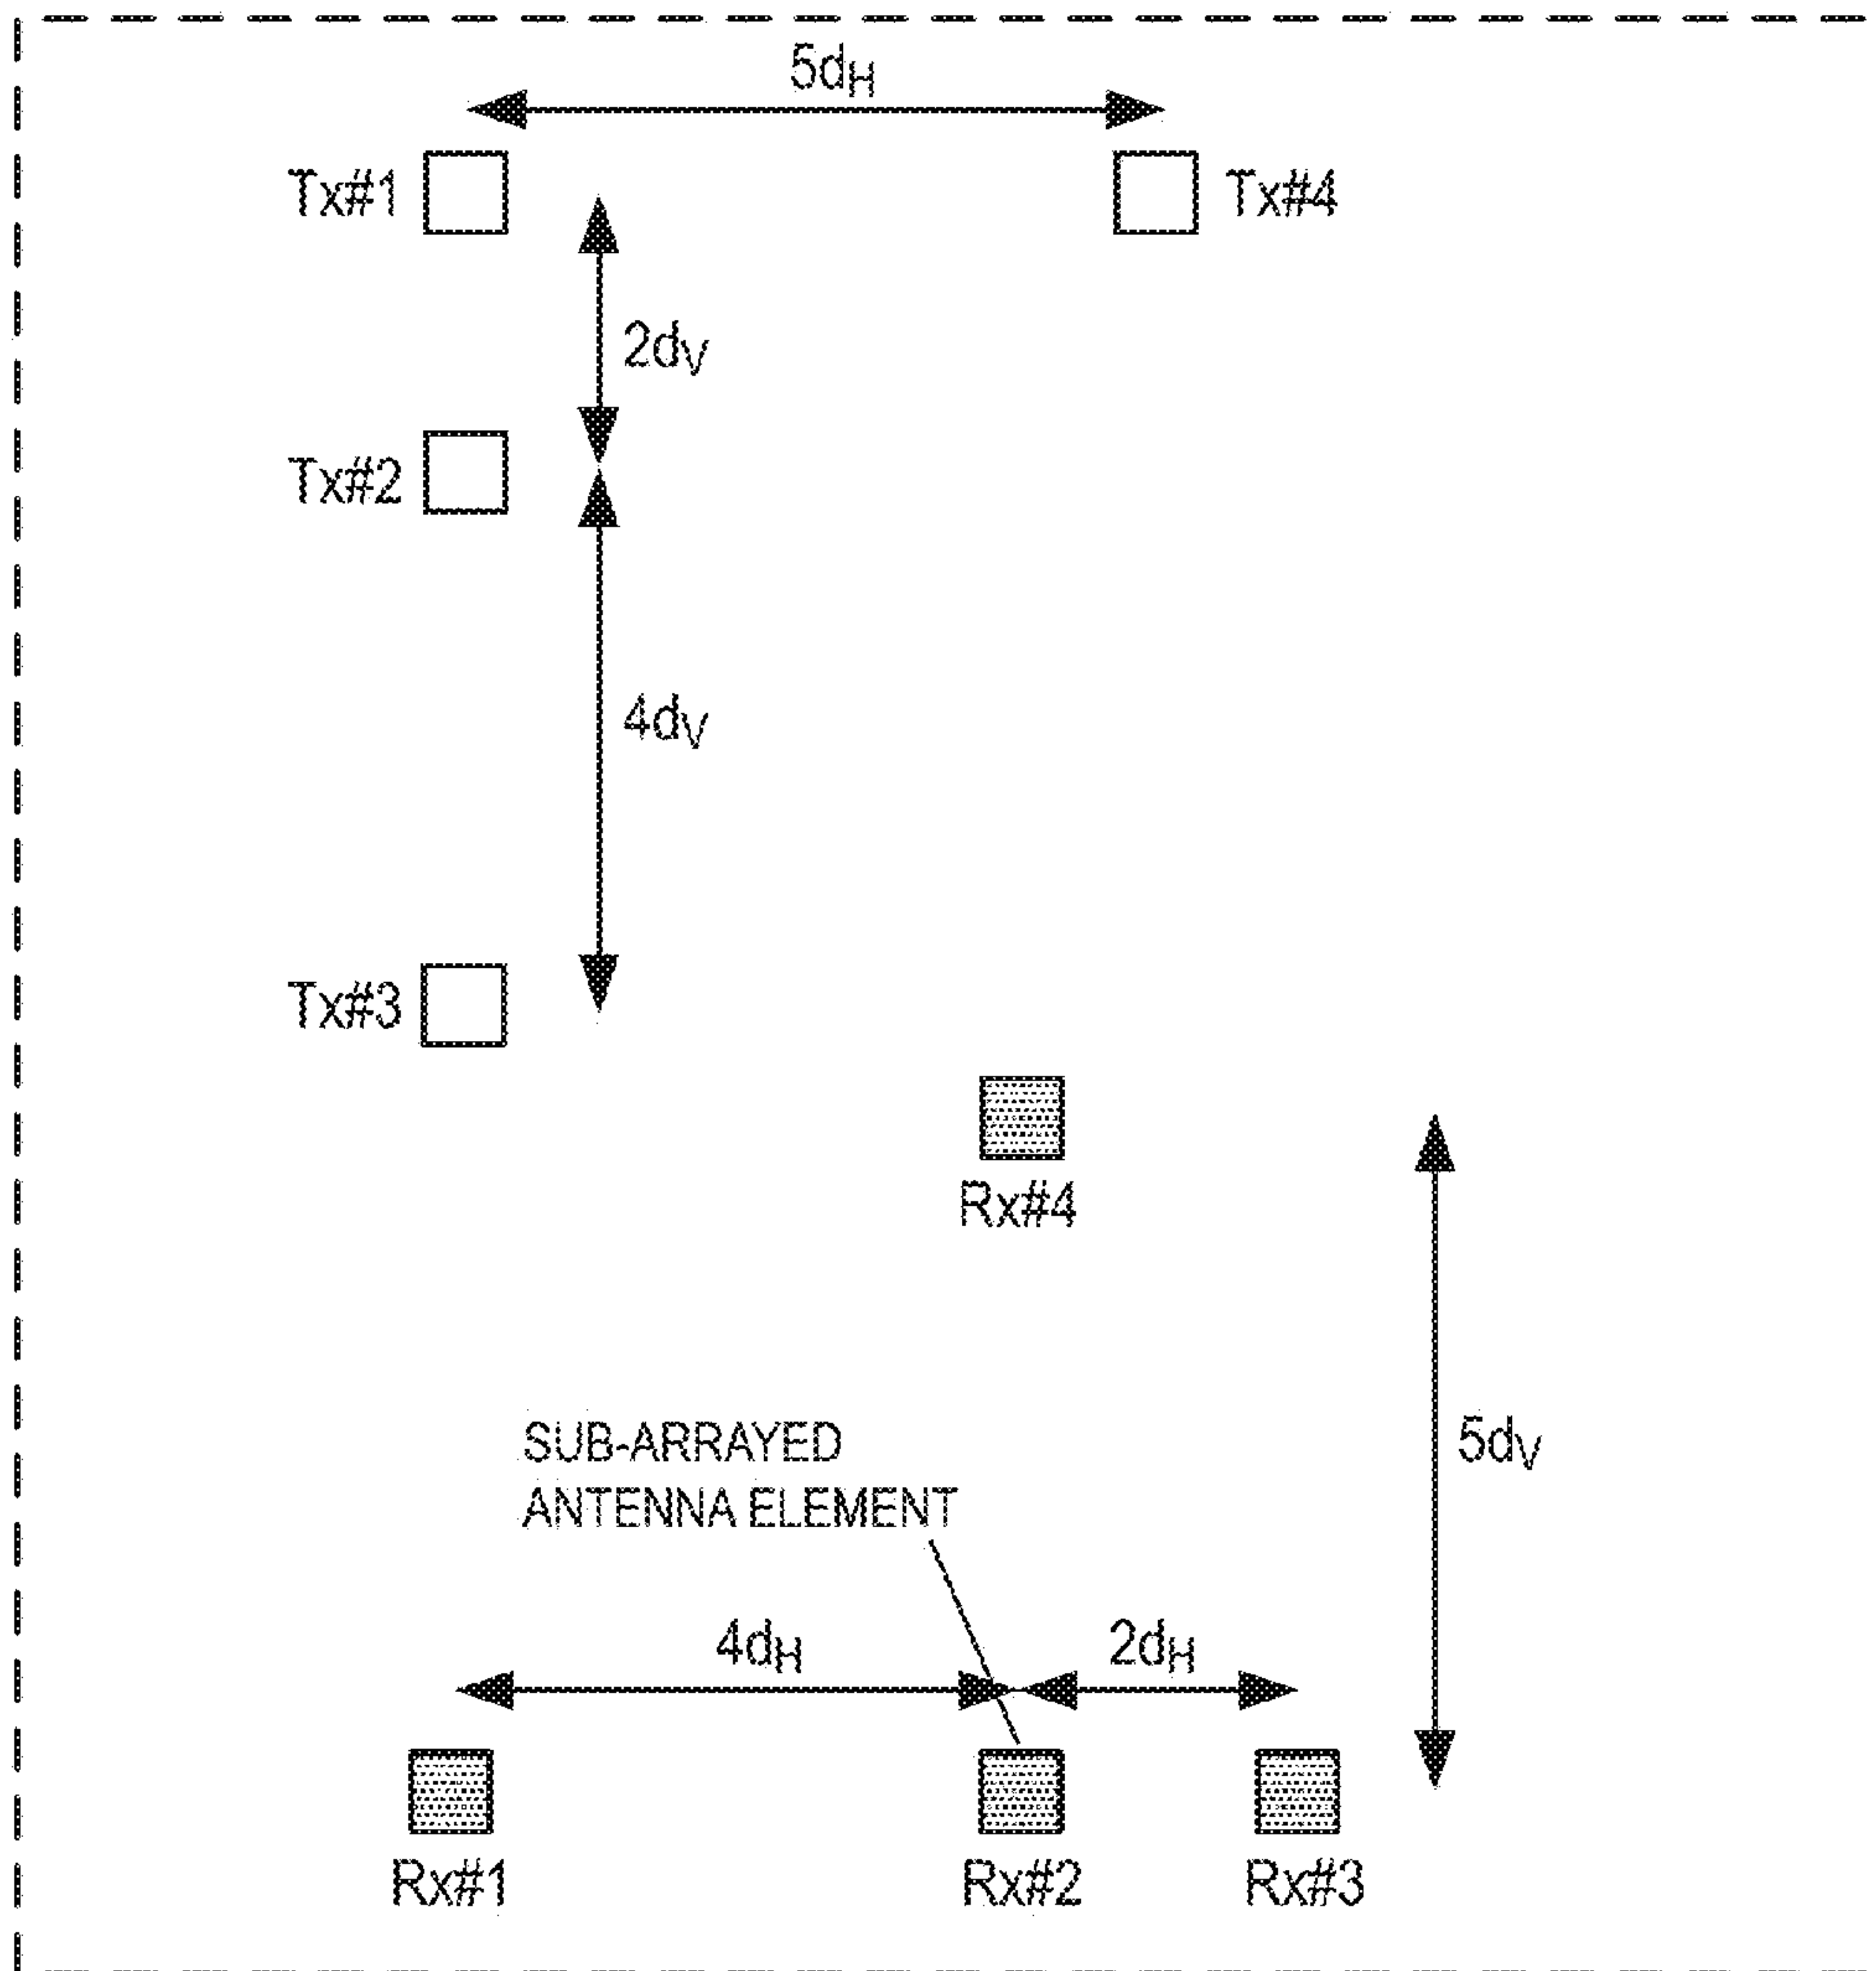 5dH
Tx#1
Tx#4
2dV
Tx#2
4dV
Tx#3
Rx#4
5dV
SUB-ARRAYED
ANTENNA ELEMENT
4dH
2dH
Rx#1
Rx#2
Rx#3